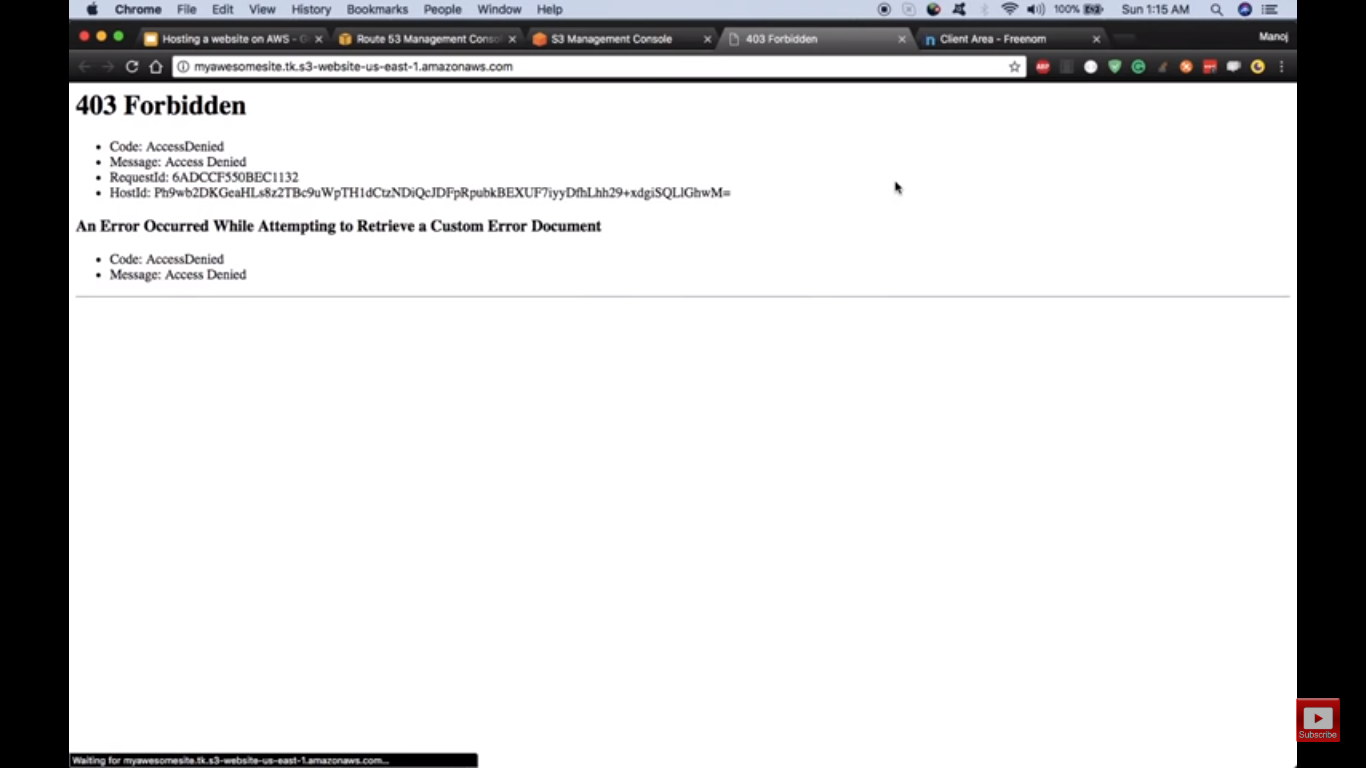 Chrome File Edit View History Bookmarks People Window Help 100% Sun 1:15 AM
Hosting a website on AWS - G Route 53 Management Conso S3 Management Console 403 Forbidden Client Area - Freenom Manoj
myawesomesite.tk.s3-website-us-east-1.amazonaws.com ABP
403 Forbidden
• Code: AccessDenied
• Message: Access Denied
• RequestId: 6ADCCF550BEC1132
• HostId: Ph9wb2DKGeaHLs8z2TBc9uWpTH1dCtzNDiQcJDFpRpubkBEXUF7iyyDfhLhh29+xdgiSQLlGhwM=
An Error Occurred While Attempting to Retrieve a Custom Error Document
• Code: AccessDenied
• Message: Access Denied
Subscribe
Waiting for myawesomesite.tk.s3-website-us-east-1.amazonaws.com...